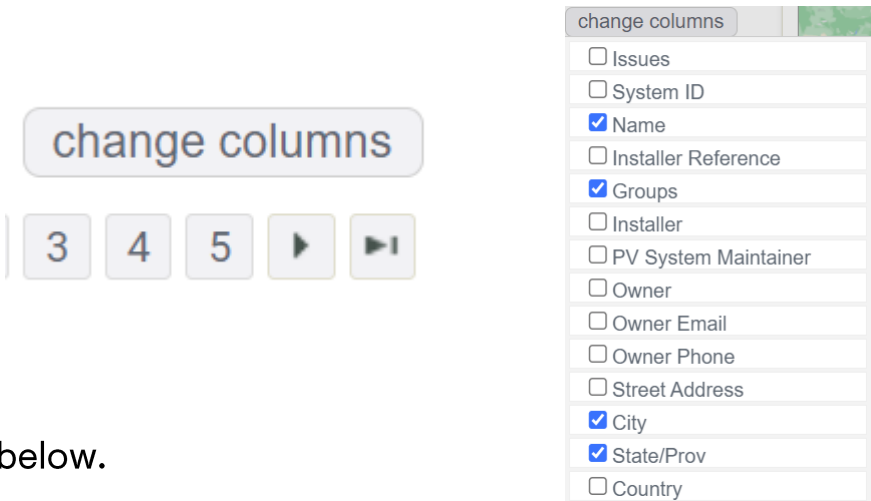 change columns
3 4 5
below.
change columns
Issues
System ID
Name
Installer Reference
Groups
Installer
PV System Maintainer
Owner
Owner Email
Owner Phone
Street Address
City
State/Prov
Country